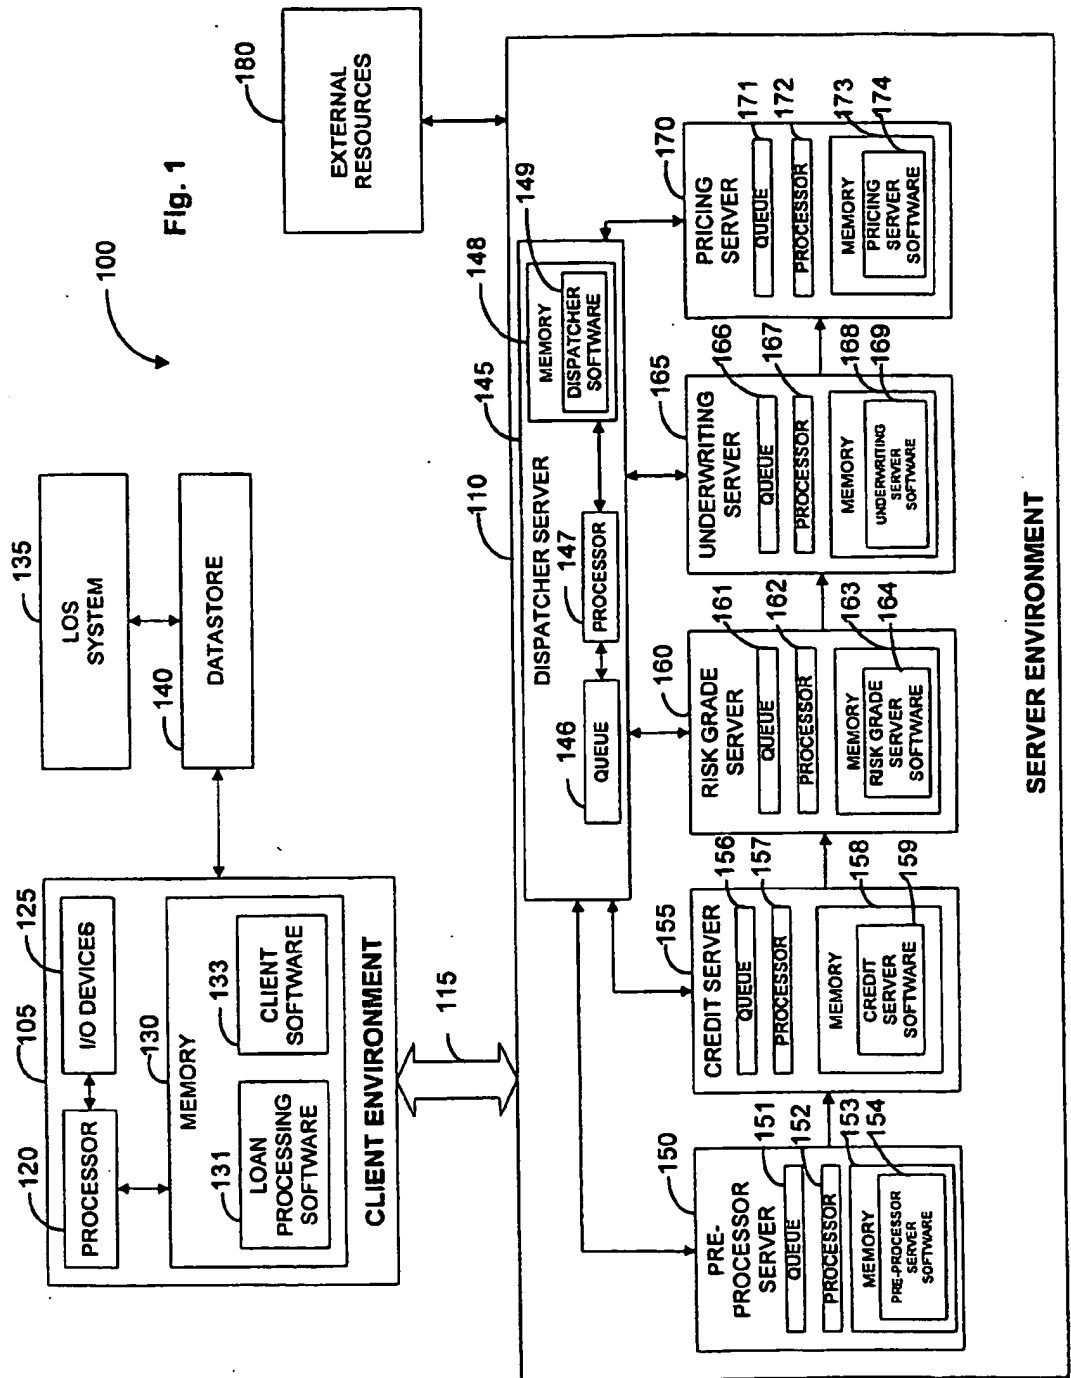 Fig. 1
100
105
120
PROCESSOR
125
I/O DEVICES
130
MEMORY
131
LOAN
PROCESSING
SOFTWARE
133
CLIENT
SOFTWARE
CLIENT ENVIRONMENT
135
LOS
SYSTEM
140
DATASTORE
115
180
EXTERNAL
RESOURCES
110
145
DISPATCHER SERVER
146
QUEUE
147
PROCESSOR
148
149
MEMORY
DISPATCHER
SOFTWARE
150
PRE-
PROCESSOR
SERVER
151
QUEUE
152
PROCESSOR
153
MEMORY
154
PRE-PROCESSOR
SERVER
SOFTWARE
155
CREDIT SERVER
156
QUEUE
157
PROCESSOR
158
MEMORY
159
CREDIT
SERVER
SOFTWARE
160
RISK GRADE
SERVER
161
QUEUE
162
PROCESSOR
163
MEMORY
164
RISK GRADE
SERVER
SOFTWARE
165
UNDERWRITING
SERVER
166
QUEUE
167
PROCESSOR
168
MEMORY
169
UNDERWRITING
SERVER
SOFTWARE
170
PRICING
SERVER
171
QUEUE
172
PROCESSOR
173
MEMORY
174
PRICING
SERVER
SOFTWARE
SERVER ENVIRONMENT